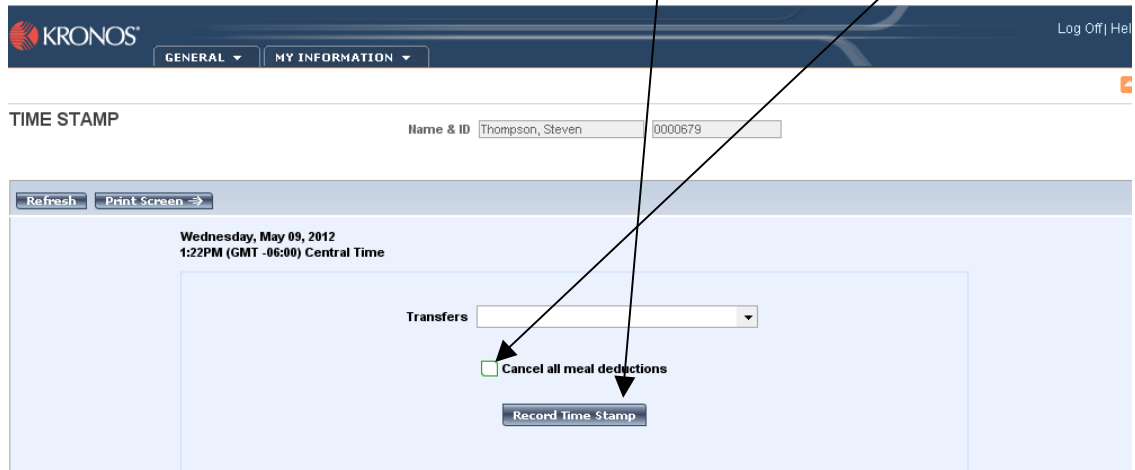 KRONOS®
Log Off| Hel
GENERAL MY INFORMATION
TIME STAMP
Name & ID Thompson, Steven 0000679
Refresh Print Screen
Wednesday, May 09, 2012
1:22PM (GMT -06:00) Central Time
Transfers
Cancel all meal deductions
Record Time Stamp